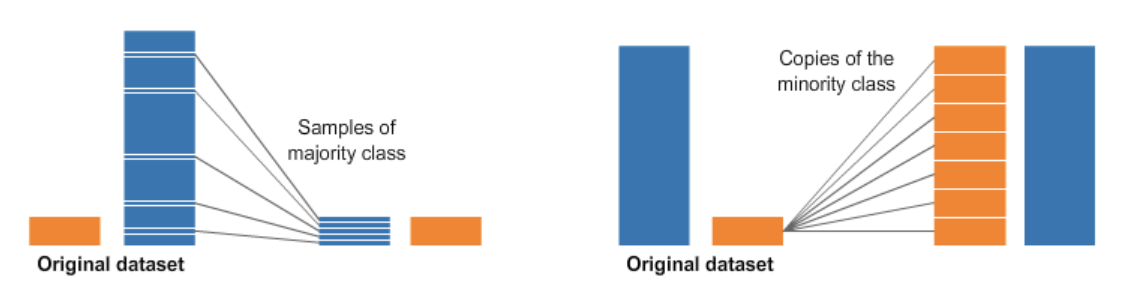 Samples of
majority class
Original dataset
Copies of the
minority class
Original dataset